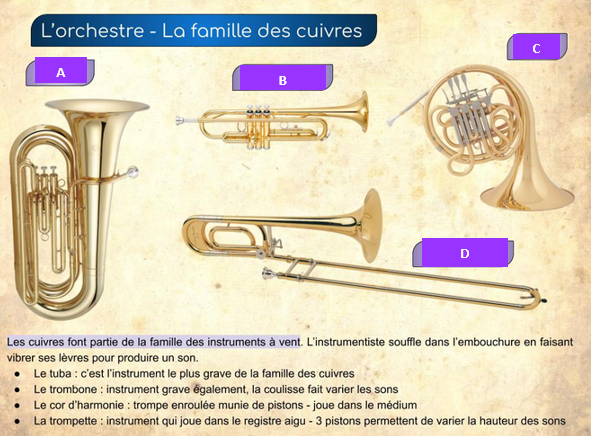 L’orchestre - La famille des cuivres
A
B
C
D
Les cuivres font partie de la famille des instruments à vent. L’instrumentiste souffle dans l’embouchure en faisant
vibrer ses lèvres pour produire un son.
● Le tuba : c’est l’instrument le plus grave de la famille des cuivres
● Le trombone : instrument grave également, la coulisse fait varier les sons
● Le cor d’harmonie : trompe enroulée munie de pistons - joue dans le médium
● La trompette : instrument qui joue dans le registre aigu - 3 pistons permettent de varier la hauteur des sons